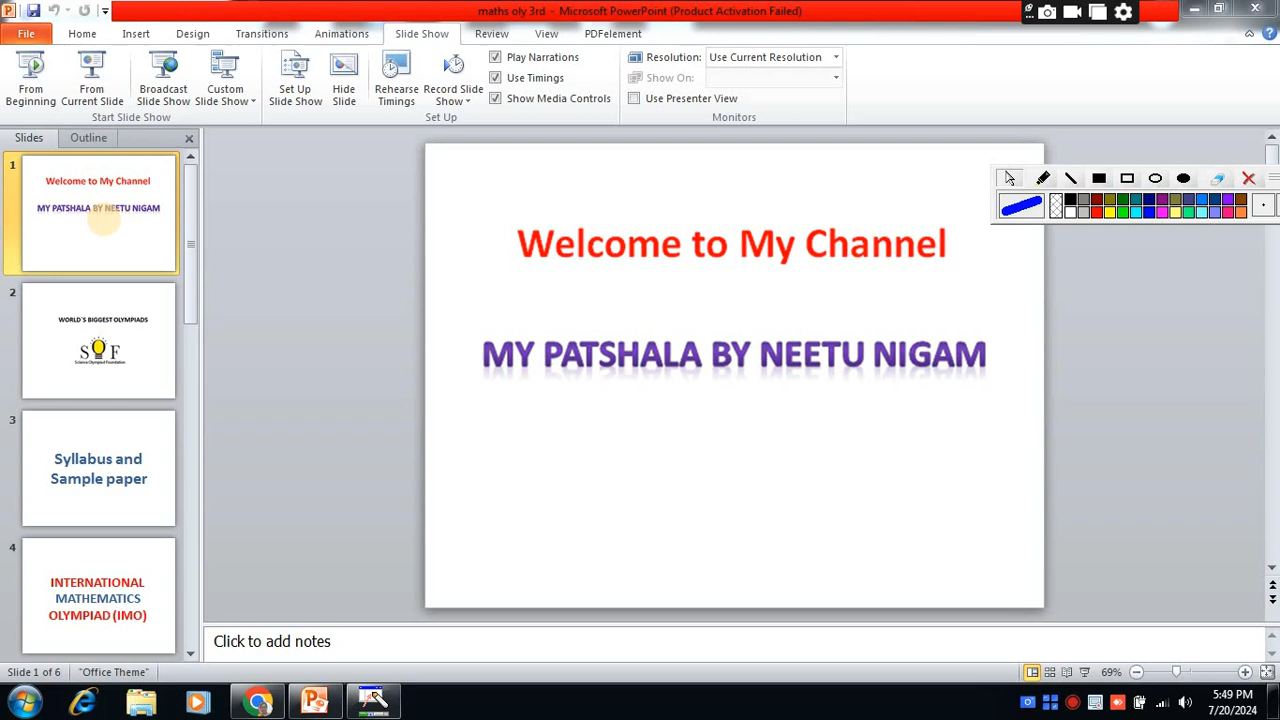 maths oly 3rd. - Microsoft PowerPoint (Product Activation Failed)
File Home Insert Design Transitions Animations Slide Show Review View PDFelement
From Beginning
From Current Slide
Broadcast Slide Show
Custom Slide Show
Start Slide Show
Set Up Slide Show
Hide Slide
Rehearse Timings
Record Slide Show
Play Narrations
Use Timings
Show Media Controls
Set Up
Resolution: Use Current Resolution
Show On:
Use Presenter View
Monitors
Slides Outline
1
Welcome to My Channel
MY PATSHALA BY NEETU NIGAM
2
WORLD'S BIGGEST OLYMPIADS
SOF
Science Olympiad Foundation
3
Syllabus and
Sample paper
4
INTERNATIONAL
MATHEMATICS
OLYMPIAD (IMO)
Welcome to My Channel
MY PATSHALA BY NEETU NIGAM
Click to add notes
Slide 1 of 6 "Office Theme" 69%
5:49 PM
7/20/2024